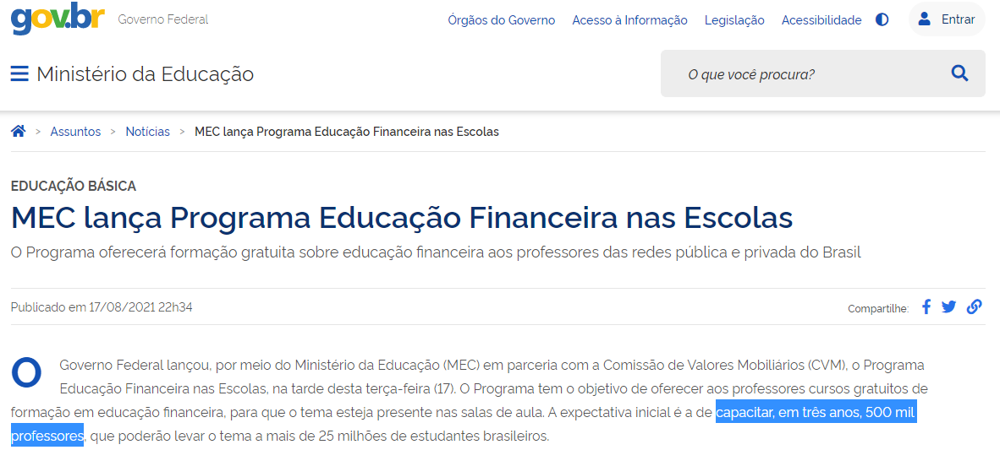 gov.br Governo Federal Órgãos do Governo Acesso à Informação Legislação Acessibilidade Entrar
Ministério da Educação O que você procura?
> Assuntos > Notícias > MEC lança Programa Educação Financeira nas Escolas
EDUCAÇÃO BÁSICA
MEC lança Programa Educação Financeira nas Escolas
O Programa oferecerá formação gratuita sobre educação financeira aos professores das redes pública e privada do Brasil
Publicado em 17/08/2021 22h34 Compartilhe:
O Governo Federal lançou, por meio do Ministério da Educação (MEC) em parceria com a Comissão de Valores Mobiliários (CVM), o Programa
Educação Financeira nas Escolas, na tarde desta terça-feira (17). O Programa tem o objetivo de oferecer aos professores cursos gratuitos de
formação em educação financeira, para que o tema esteja presente nas salas de aula. A expectativa inicial é a de capacitar, em três anos, 500 mil
professores, que poderão levar o tema a mais de 25 milhões de estudantes brasileiros.